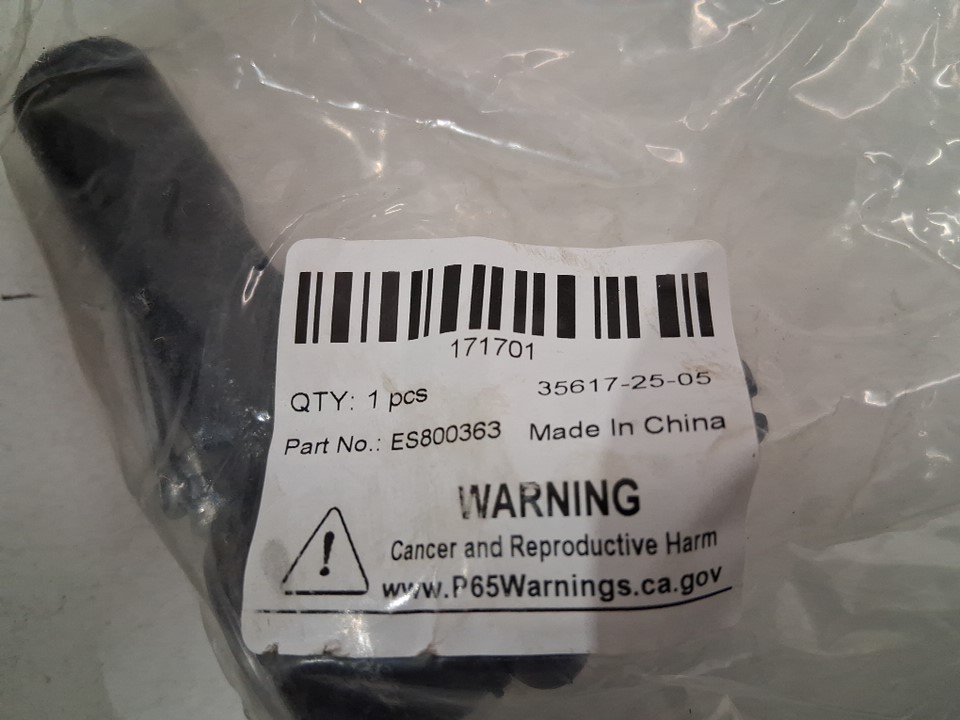 171701
QTY: 1 pcs 35617-25-05
Part No.: ES800363 Made In China
WARNING
Cancer and Reproductive Harm
www.P65Warnings.ca.gov